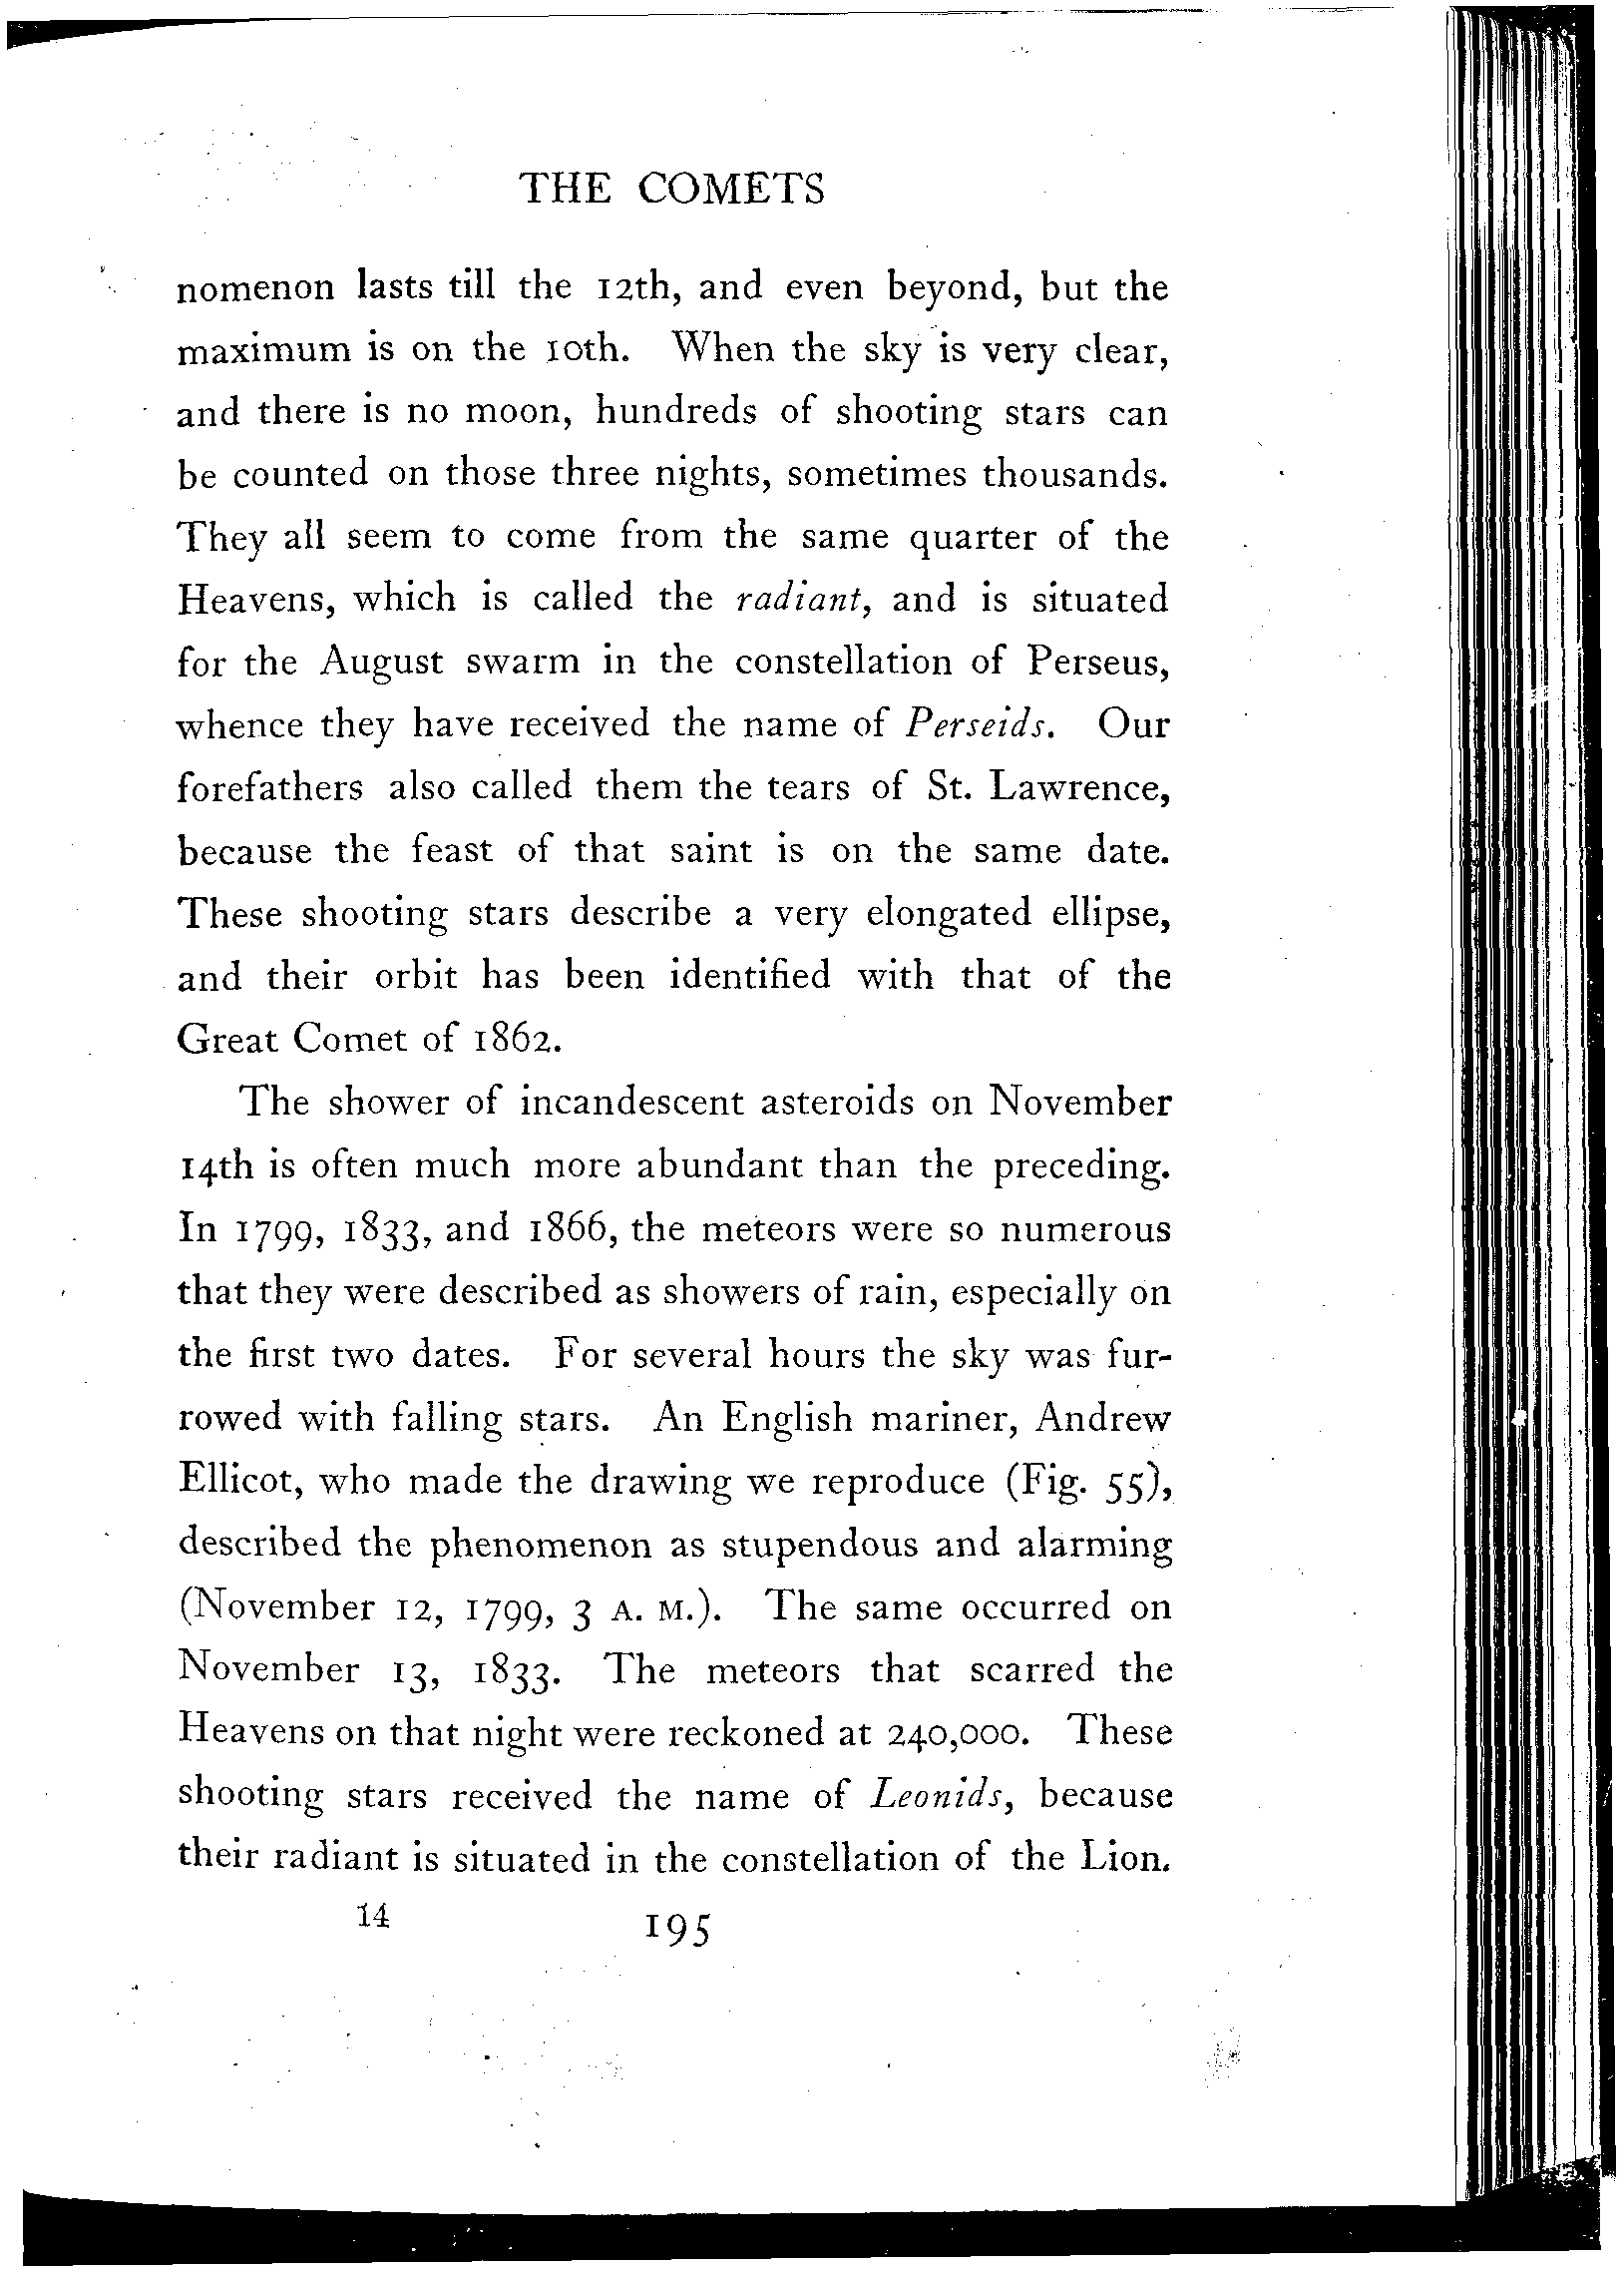 THE COMETS
nomenon lasts till the 12th, and even beyond, but the
maximum is on the 10th. When the sky is very clear,
and there is no moon, hundreds of shooting stars can
be counted on those three nights, sometimes thousands.
They all seem to come from the same quarter of the
Heavens, which is called the radiant, and is situated
for the August swarm in the constellation of Perseus,
whence they have received the name of Perseids. Our
forefathers also called them the tears of St. Lawrence,
because the feast of that saint is on the same date.
These shooting stars describe a very elongated ellipse,
and their orbit has been identified with that of the
Great Comet of 1862.
The shower of incandescent asteroids on November
14th is often much more abundant than the preceding.
In 1799, 1833, and 1866, the meteors were so numerous
that they were described as showers of rain, especially on
the first two dates. For several hours the sky was fur-
rowed with falling stars. An English mariner, Andrew
Ellicot, who made the drawing we reproduce (Fig. 55),
described the phenomenon as stupendous and alarming
(November 12, 1799, 3 A. M.). The same occurred on
November 13, 1833. The meteors that scarred the
Heavens on that night were reckoned at 240,000. These
shooting stars received the name of Leonids, because
their radiant is situated in the constellation of the Lion.
14 195